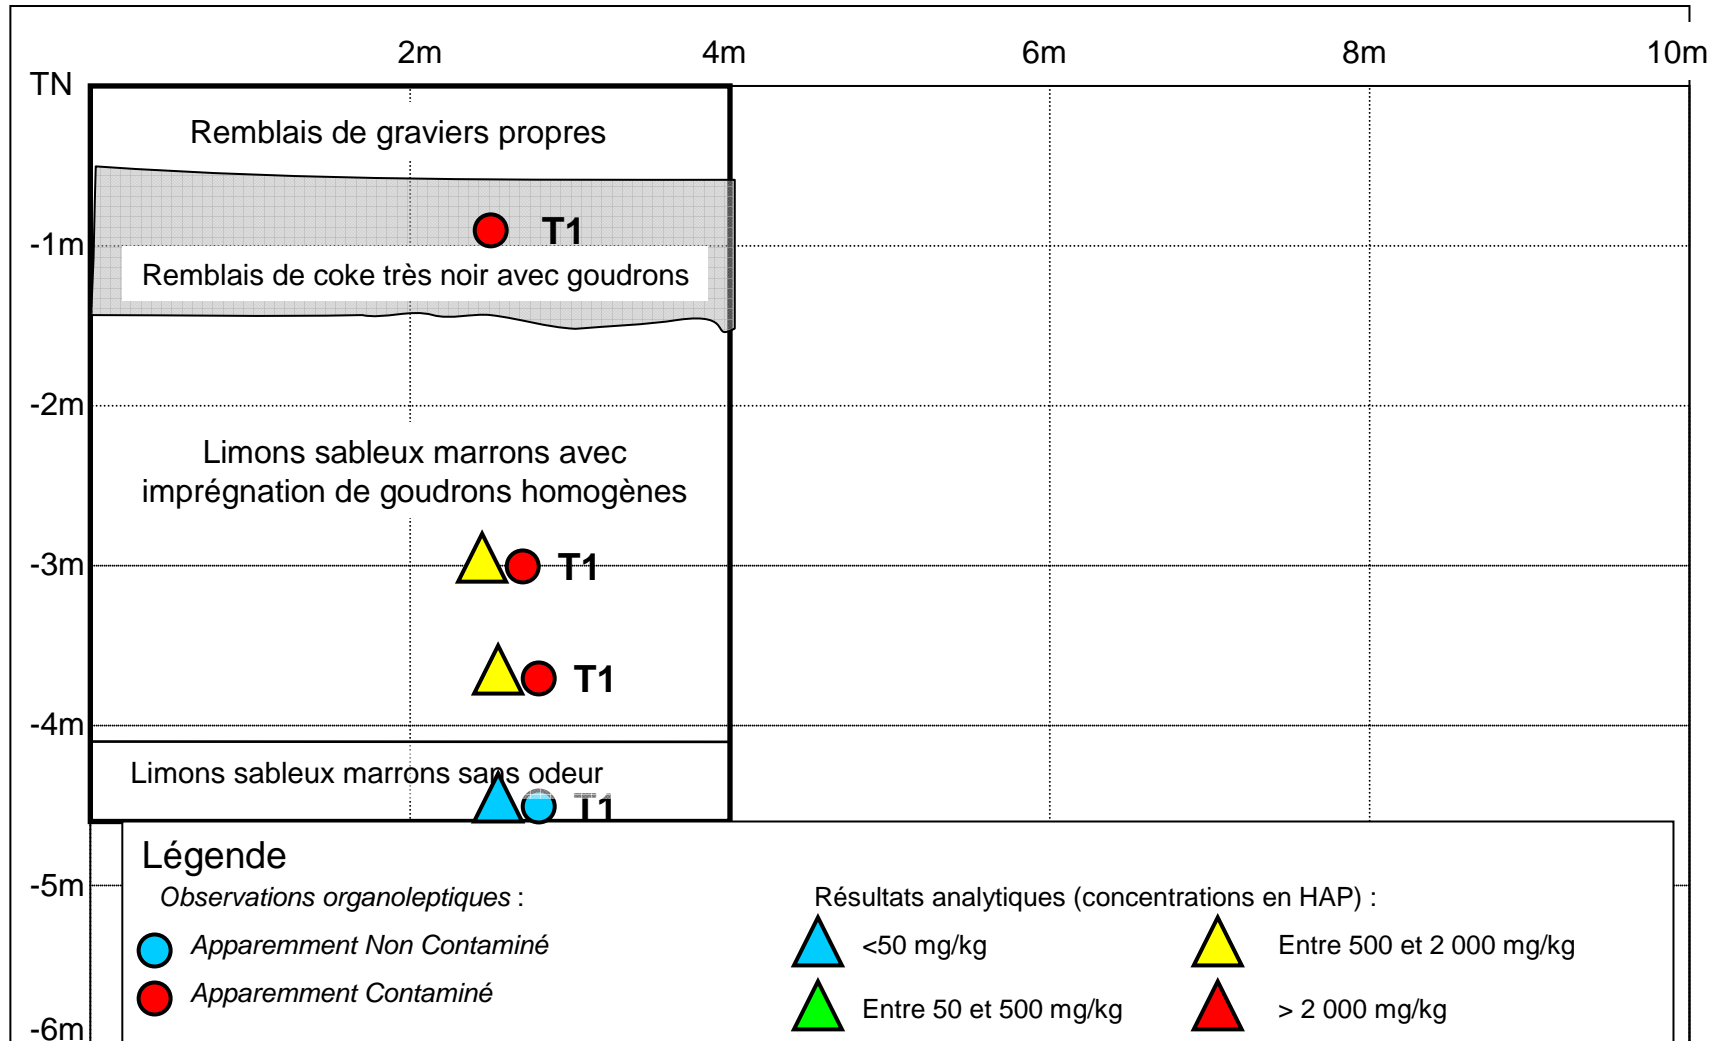 2m 4m 6m 8m 10m
TN
Remblais de graviers propres
T1
-1m
Remblais de coke très noir avec goudrons
-2m
Limons sableux marrons avec
imprégnation de goudrons homogènes
-3m
T1
T1
-4m
Limons sableux marrons sans odeur
T1
Légende
-5m
Observations organoleptiques :
Résultats analytiques (concentrations en HAP) :
Apparemment Non Contaminé
<50 mg/kg
Entre 500 et 2 000 mg/kg
Apparemment Contaminé
Entre 50 et 500 mg/kg
> 2 000 mg/kg
-6m